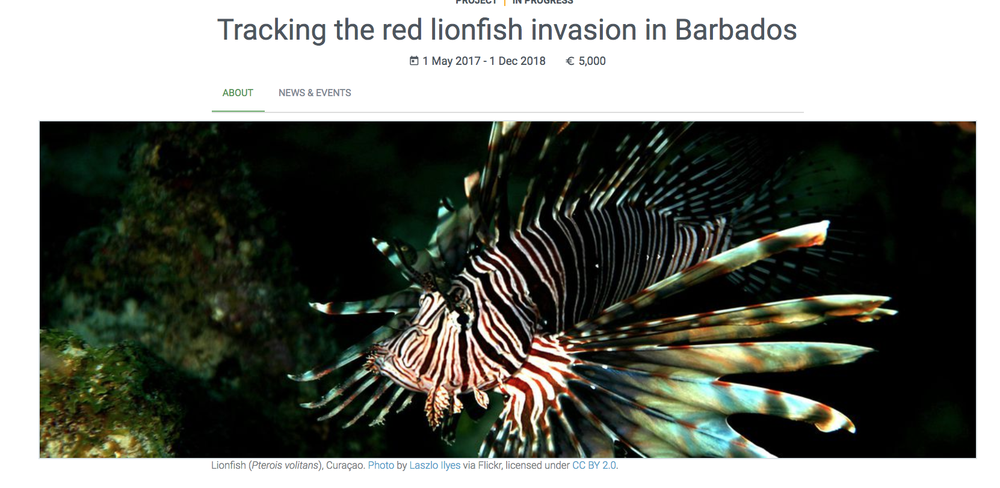 PROJECT | IN PROGRESS
Tracking the red lionfish invasion in Barbados
1 May 2017 - 1 Dec 2018 € 5,000
ABOUT NEWS & EVENTS
Lionfish (Pterois volitans), Curaçao. Photo by Laszlo Ilyes via Flickr, licensed under CC BY 2.0.